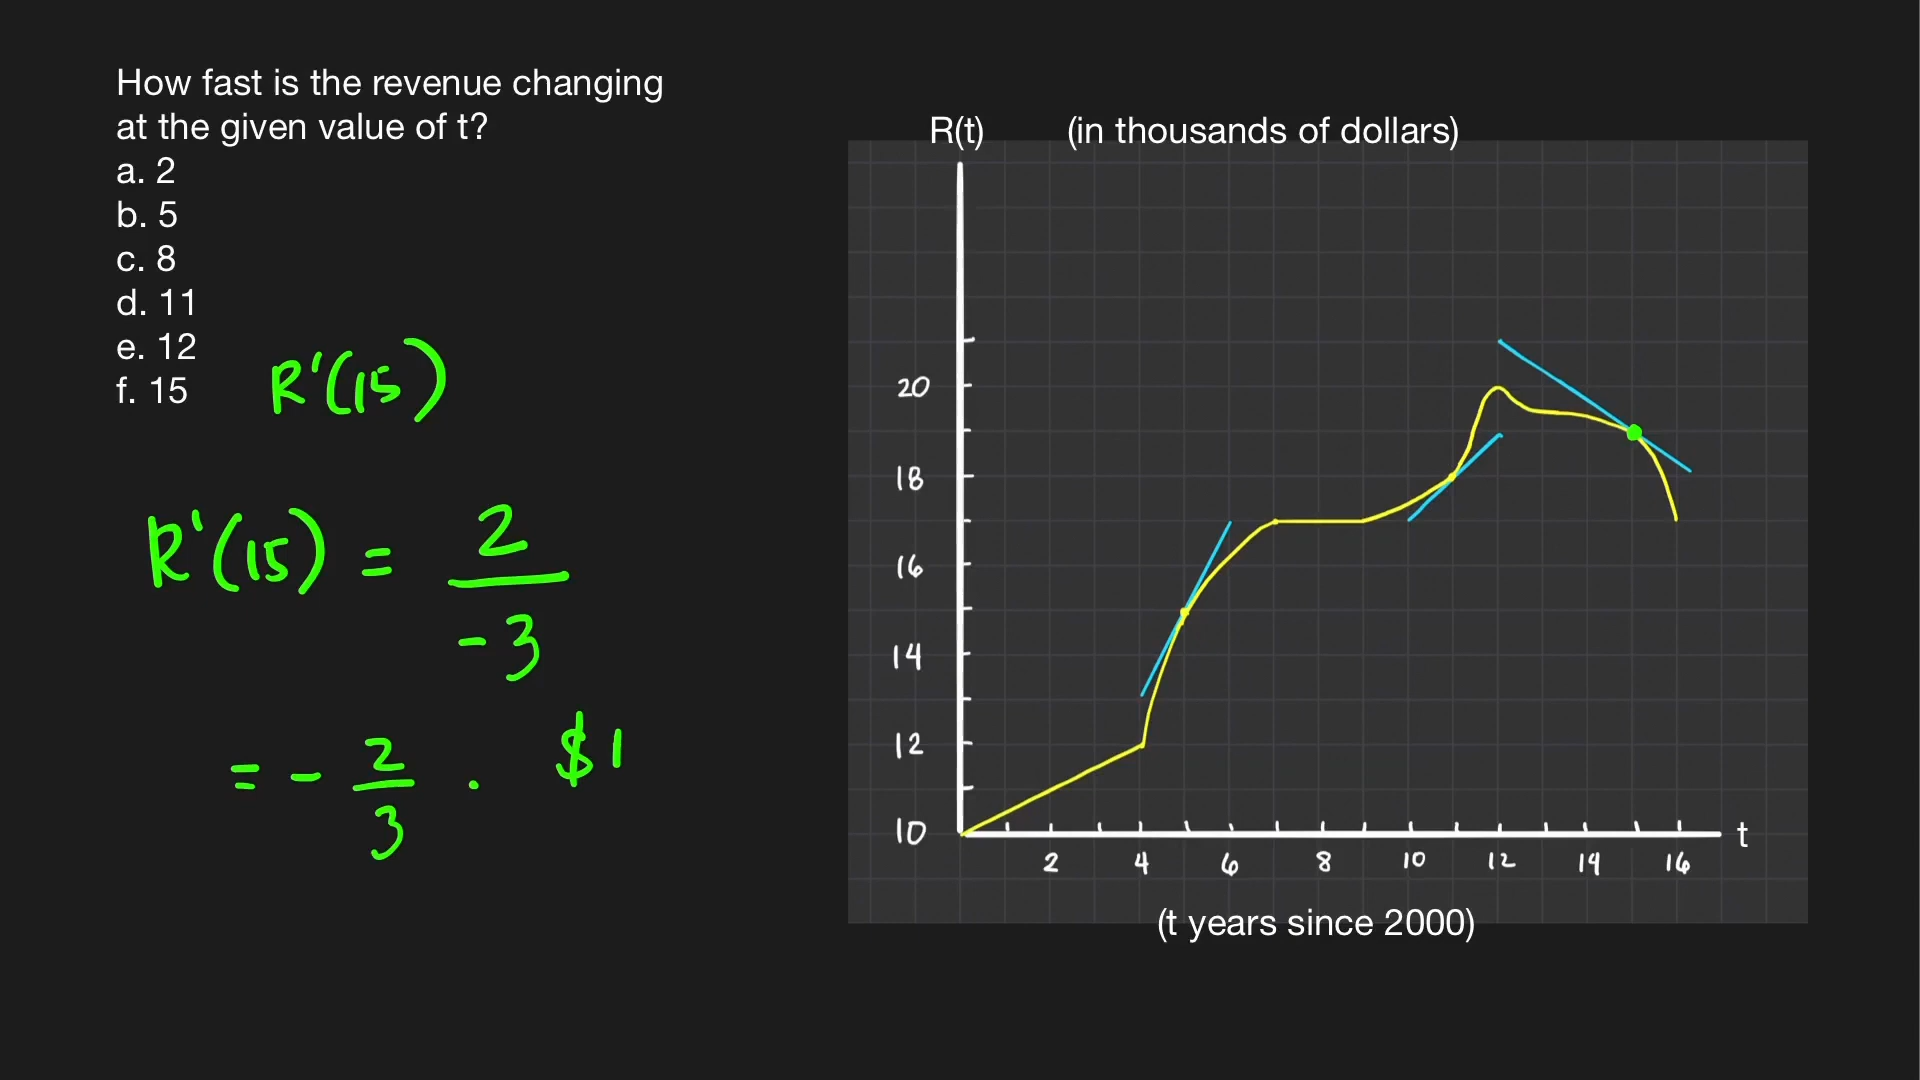 How fast is the revenue changing
at the given value of t?
a. 2
b. 5
c. 8
d. 11
e. 12
f. 15
R'(15)
R'(15) = 2
- 3
= - 2/3 · $1
R(t) (in thousands of dollars)
20
18
16
14
12
10
t
2 4 6 8 10 12 14 16
(t years since 2000)